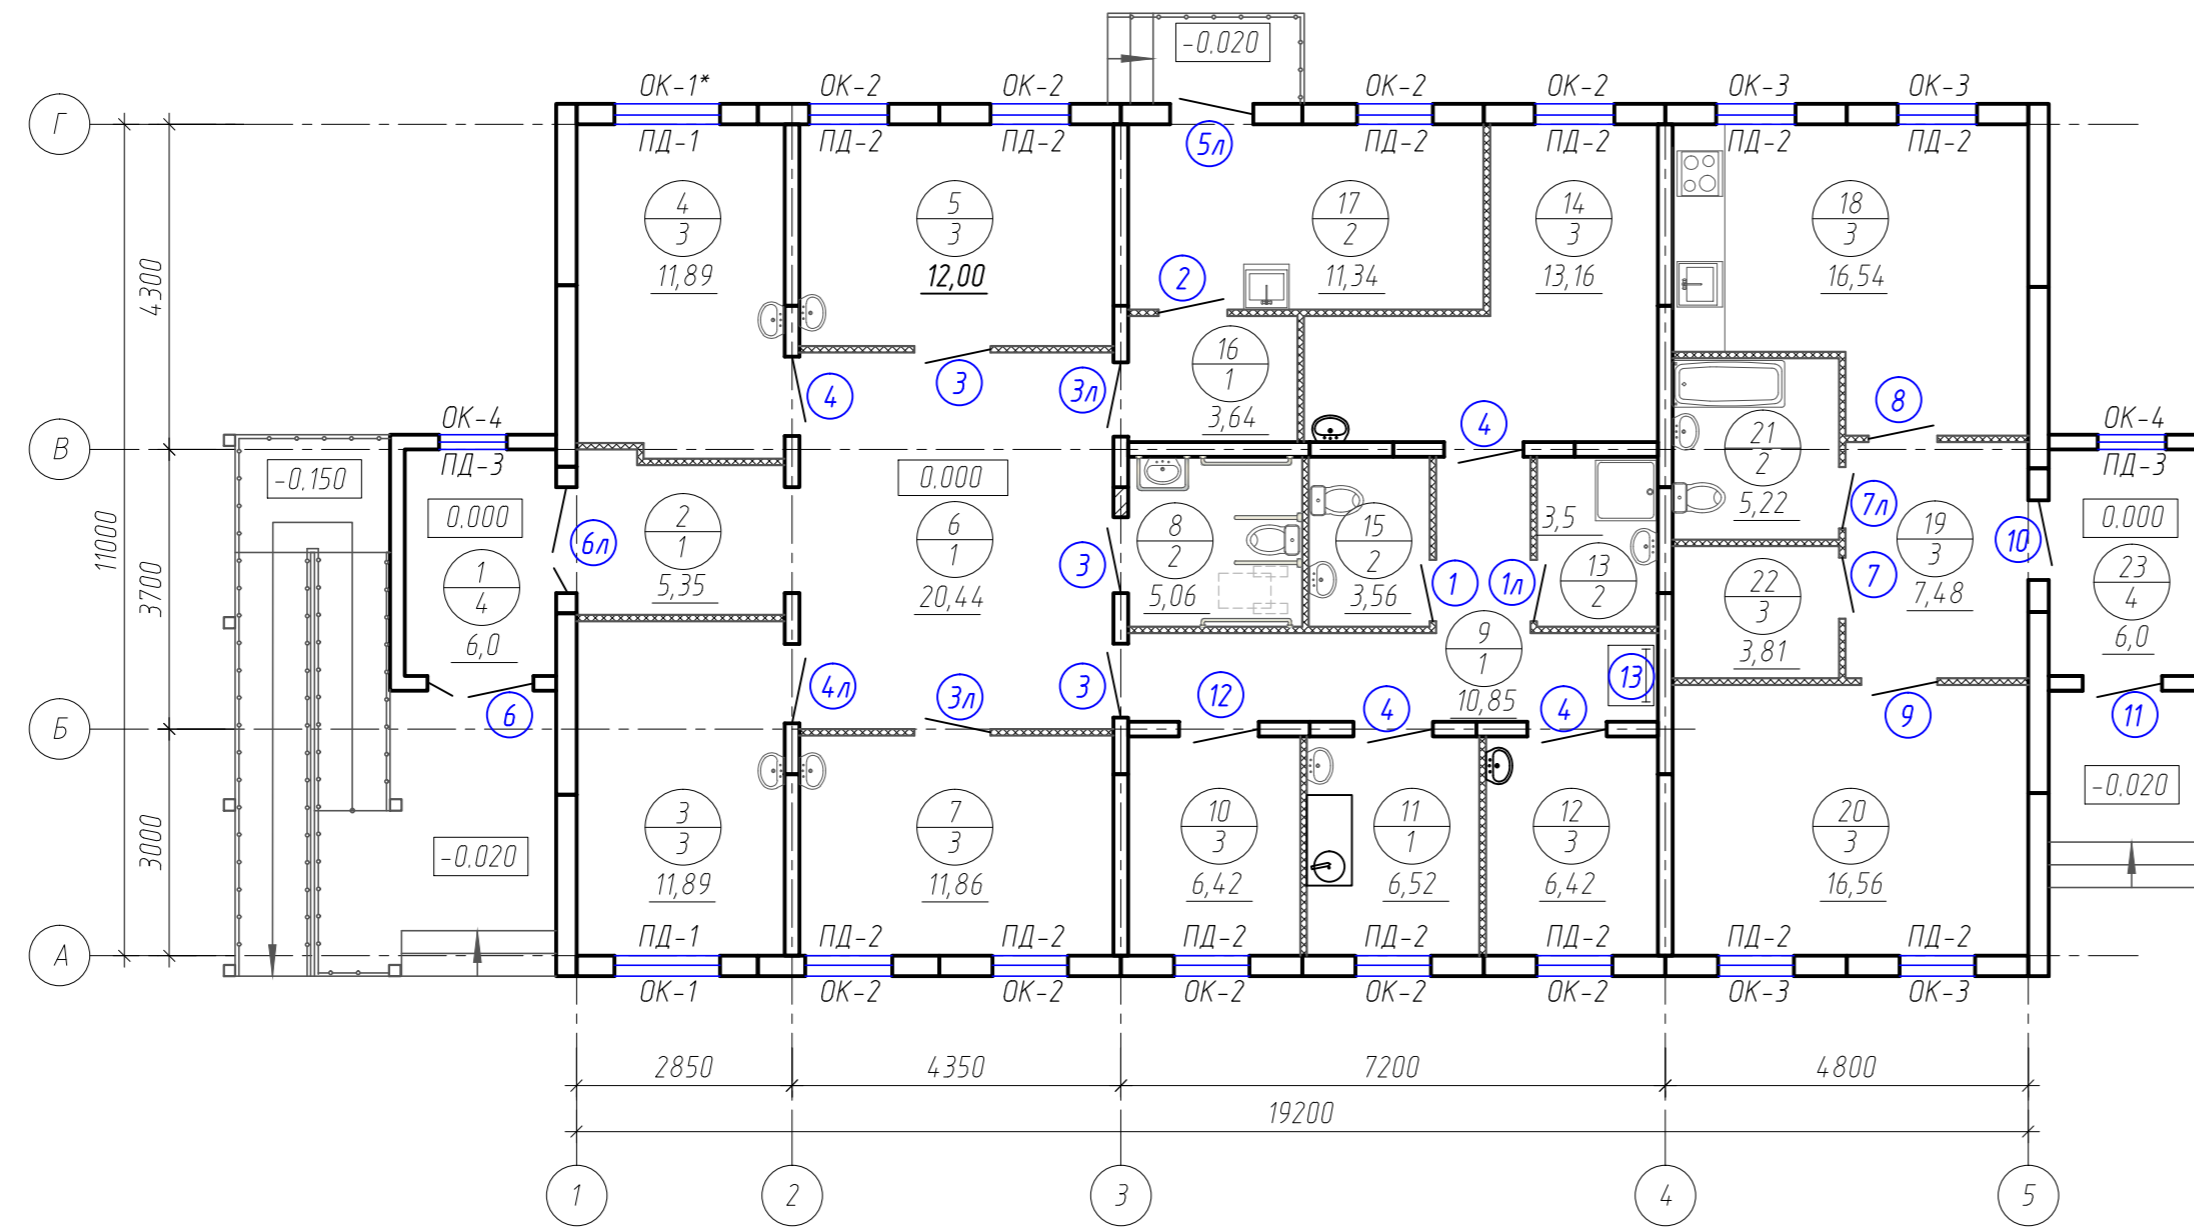 -0.020
ОК-1*
ОК-2
ОК-2
ОК-2
ОК-2
ОК-3
ОК-3
Г
ПД-1
ПД-2
ПД-2
5л
ПД-2
ПД-2
ПД-2
ПД-2
4
3
11,89
5
3
12,00
17
2
11,34
14
3
13,16
18
3
16,54
2
4300
16
1
3,64
4
3
3л
4
8
ОК-4
ПД-3
ОК-4
ПД-3
В
-0.150
0.000
0.000
0.000
21
2
5,22
7л
11000
3700
1
4
6,0
6л
2
1
5,35
6
1
20,44
3
8
2
5,06
15
2
3,56
1
1л
3,5
13
2
22
3
3,81
7
19
3
7,48
10
23
4
6,0
9
1
10,85
13
6
4л
3л
3
12
4
4
9
11
Б
3000
-0.020
3
3
11,89
7
3
11,86
10
3
6,42
11
1
6,52
12
3
6,42
20
3
16,56
-0.020
А
ПД-1
ПД-2
ПД-2
ПД-2
ПД-2
ПД-2
ПД-2
ПД-2
ОК-1
ОК-2
ОК-2
ОК-2
ОК-2
ОК-2
ОК-3
ОК-3
2850
4350
7200
4800
19200
1
2
3
4
5